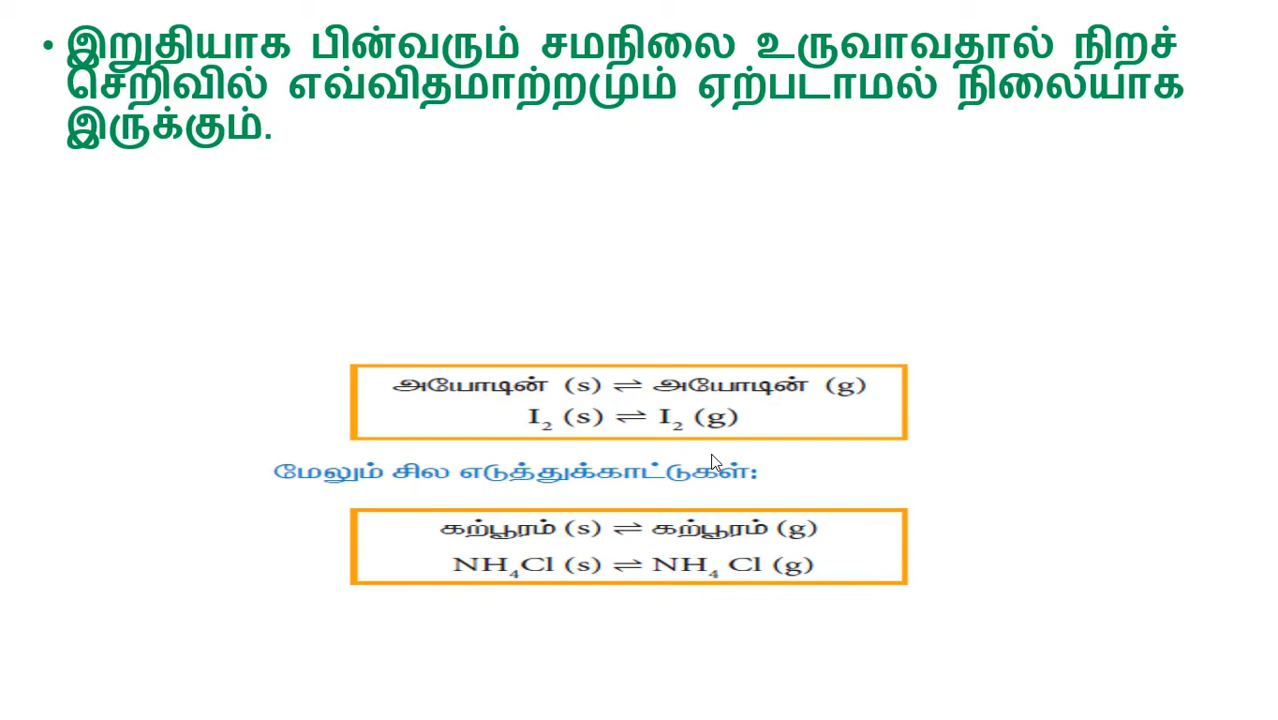 • இறுதியாக பின்வரும் சமநிலை உருவாவதால் நிறச்
செறிவில் எவ்விதமாற்றமும் ஏற்படாமல் நிலையாக
இருக்கும்.
அயோடின் (s) ⇌ அயோடின் (g)
I₂ (s) ⇌ I₂ (g)
மேலும் சில எடுத்துக்காட்டுகள்:
கற்பூரம் (s) ⇌ கற்பூரம் (g)
NH₄Cl (s) ⇌ NH₄ Cl (g)